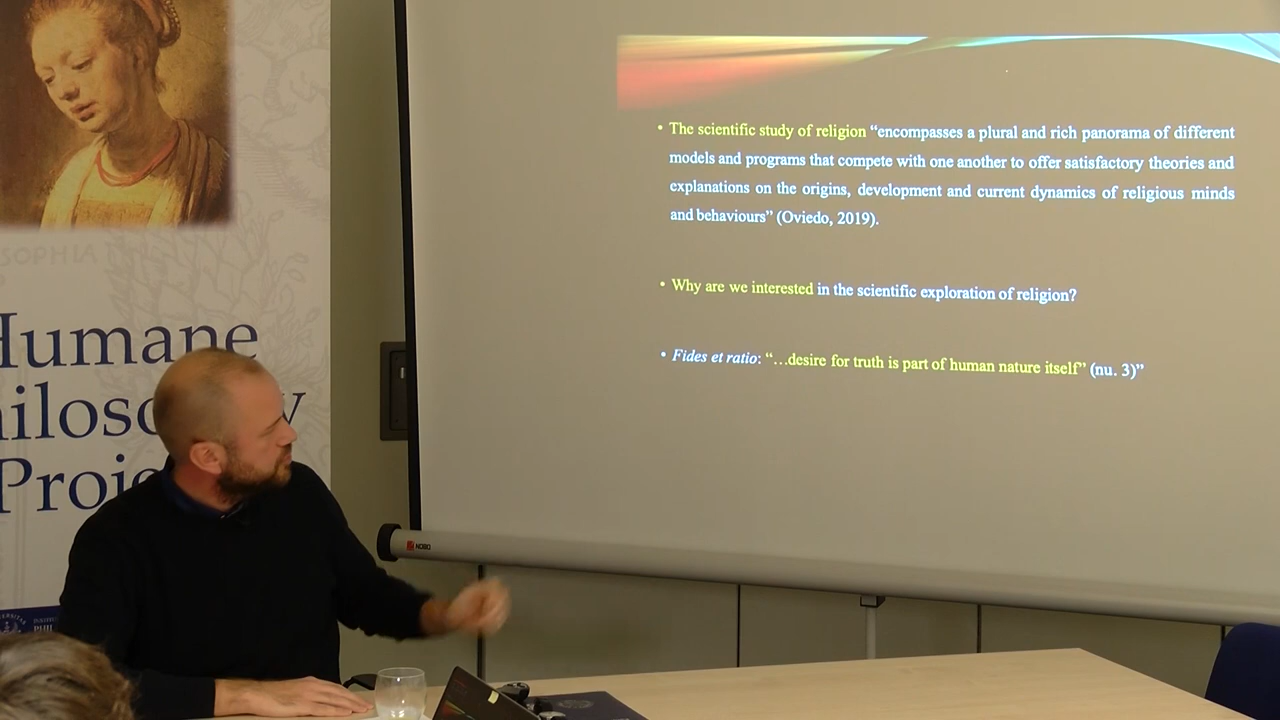 SOPHIA
Humane
Philosophy
Project
• The scientific study of religion “encompasses a plural and rich panorama of different
models and programs that compete with one another to offer satisfactory theories and
explanations on the origins, development and current dynamics of religious minds
and behaviours” (Oviedo, 2019).
• Why are we interested in the scientific exploration of religion?
• Fides et ratio: “…desire for truth is part of human nature itself” (nu. 3)”
NOBO